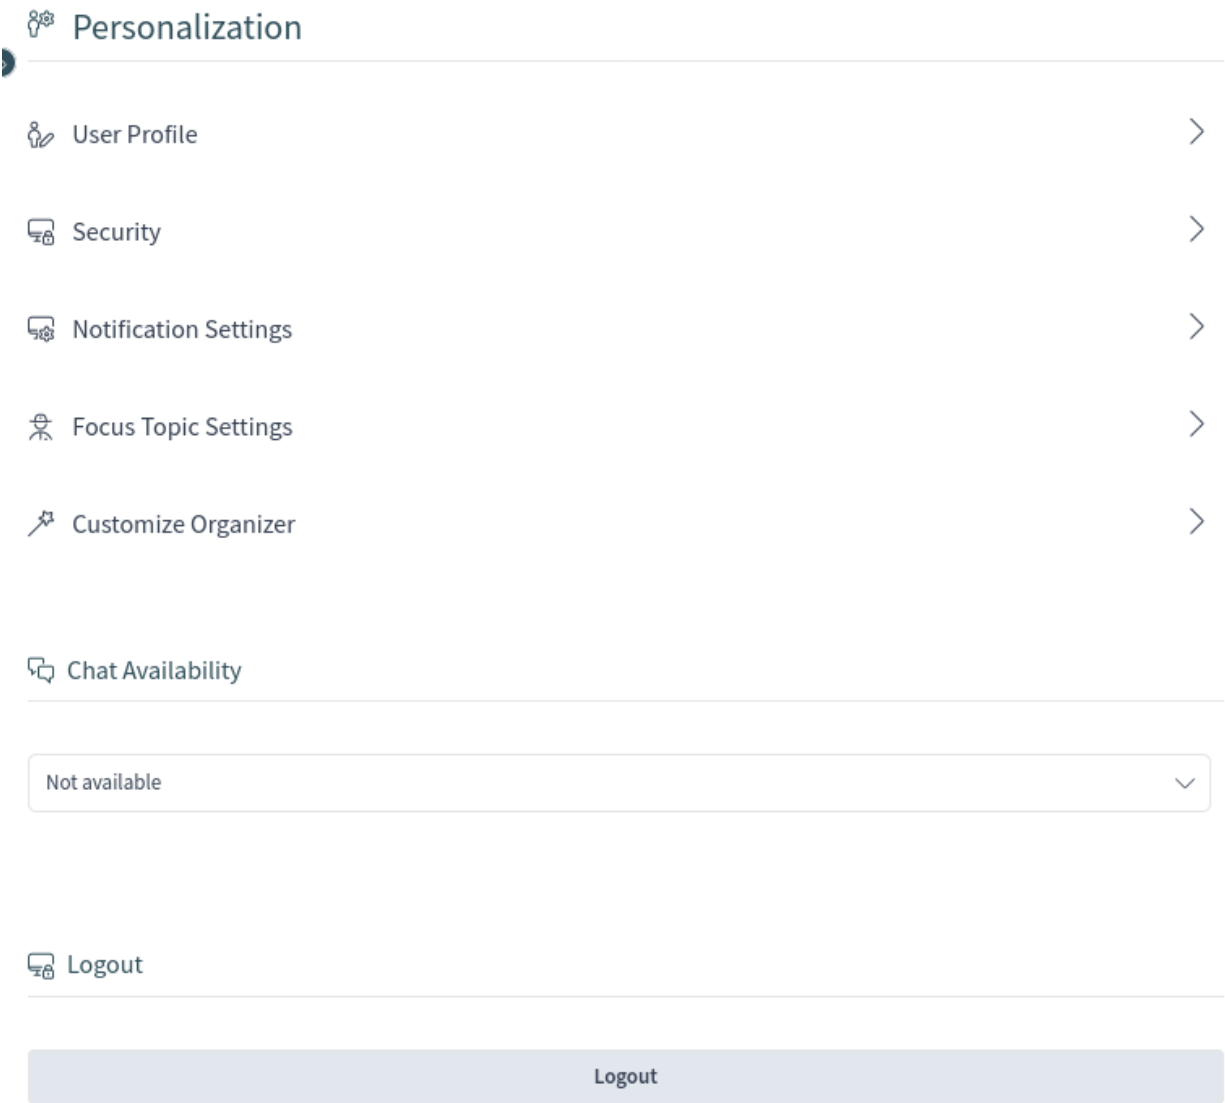 Personalization
User Profile
Security
Notification Settings
Focus Topic Settings
Customize Organizer
Chat Availability
Not available
Logout
Logout